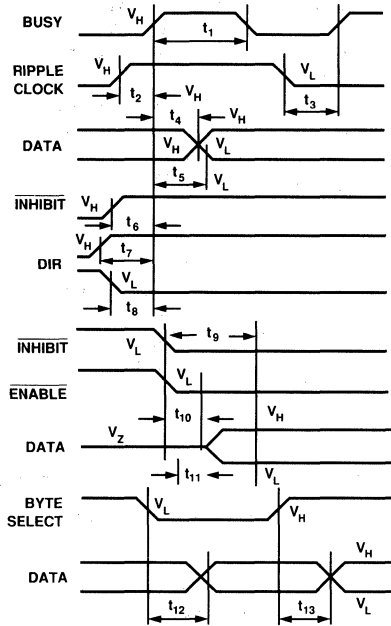 BUSY V_H t_1
RIPPLE CLOCK V_H V_L
t_2 V_H t_3
t_4 V_H
DATA V_H V_L
t_5 V_L
INHIBIT V_H
t_6
V_H t_7
DIR
V_L
t_8
t_9
INHIBIT V_L
ENABLE V_L
t_10 V_H
DATA V_Z
t_11 V_L
BYTE SELECT V_L V_H
DATA V_H
t_12 t_13 V_L